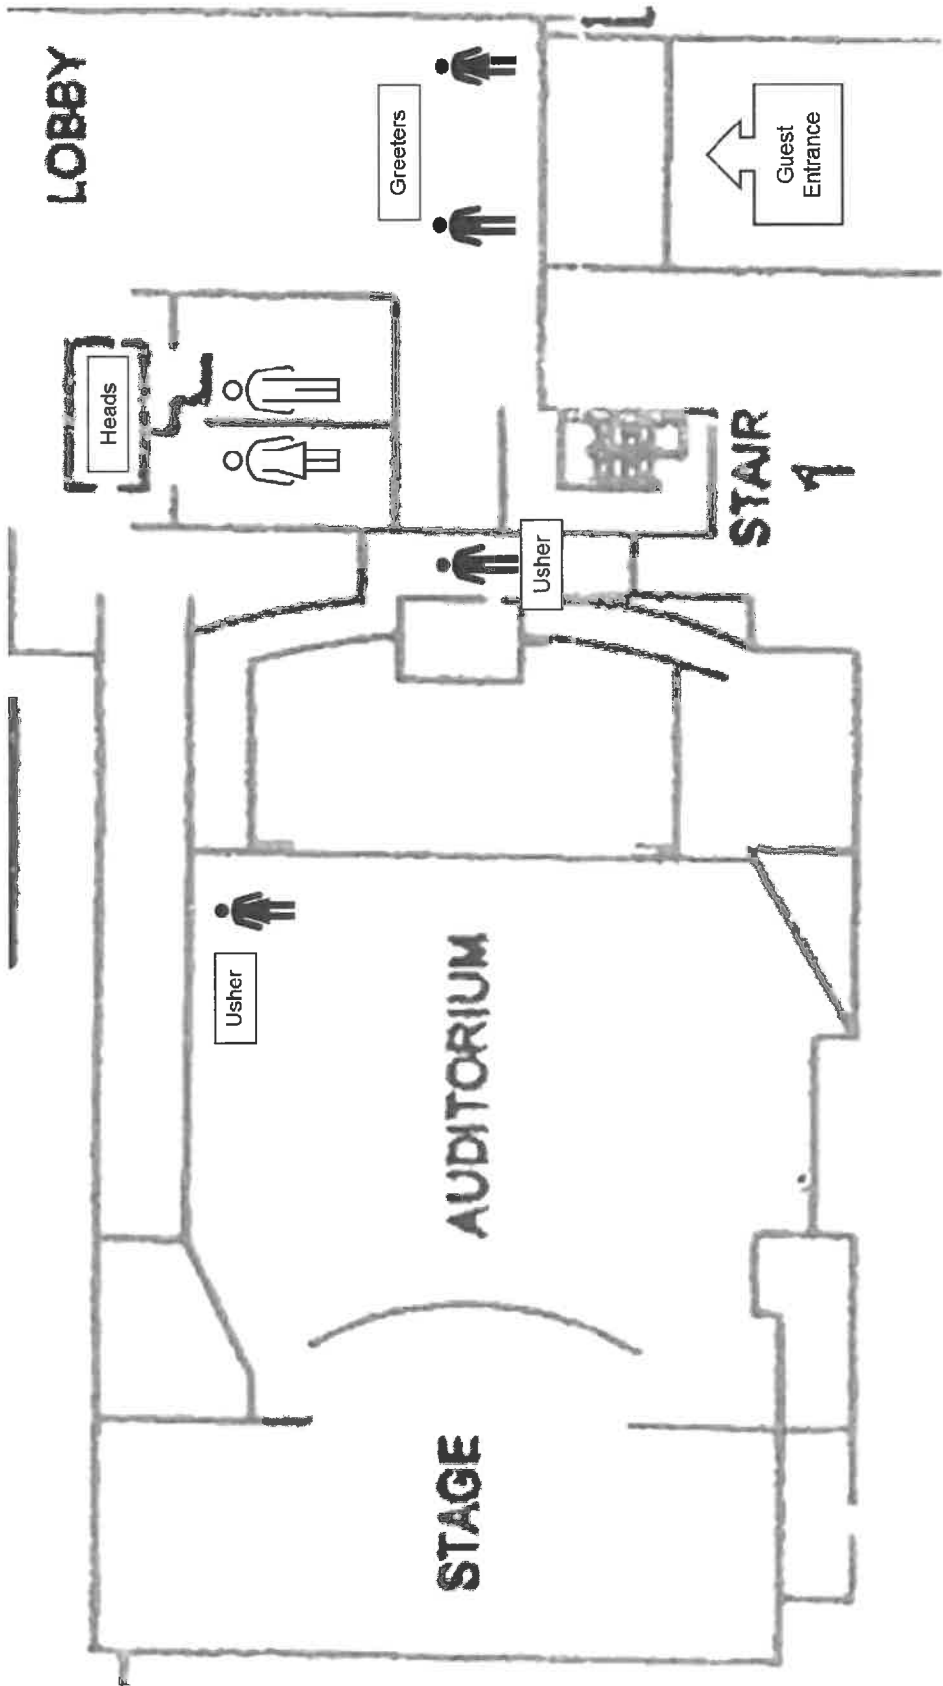 LOBBY
Greeters
Guest
Entrance
Heads
STAIR
1
Usher
Usher
AUDITORIUM
STAGE